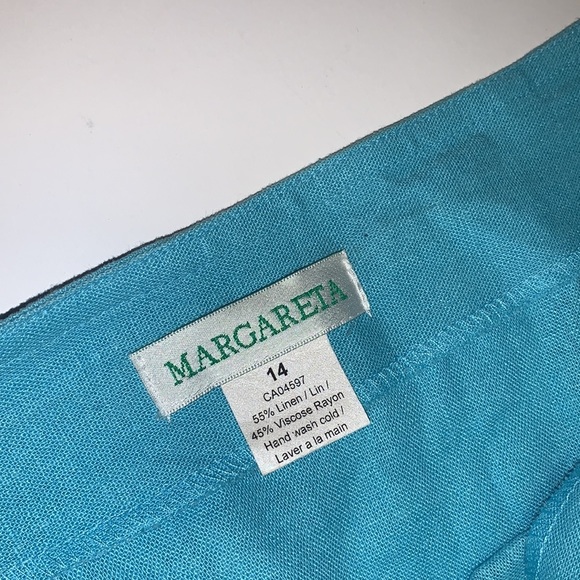 MARGARETA
14
CA04597
55% Linen / Lin /
45% Viscose Rayon
Hand wash cold /
Laver a la main